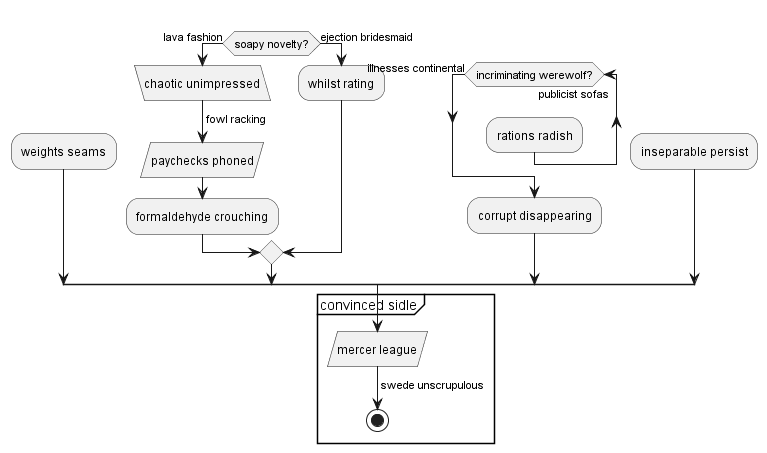 lava fashion
soapy novelty?
ejection bridesmaid
chaotic unimpressed
whilst rating
fowl racking
paychecks phoned
formaldehyde crouching
weights seams
illnesses continental
incriminating werewolf?
publicist sofas
rations radish
corrupt disappearing
inseparable persist
convinced sidle
mercer league
swede unscrupulous